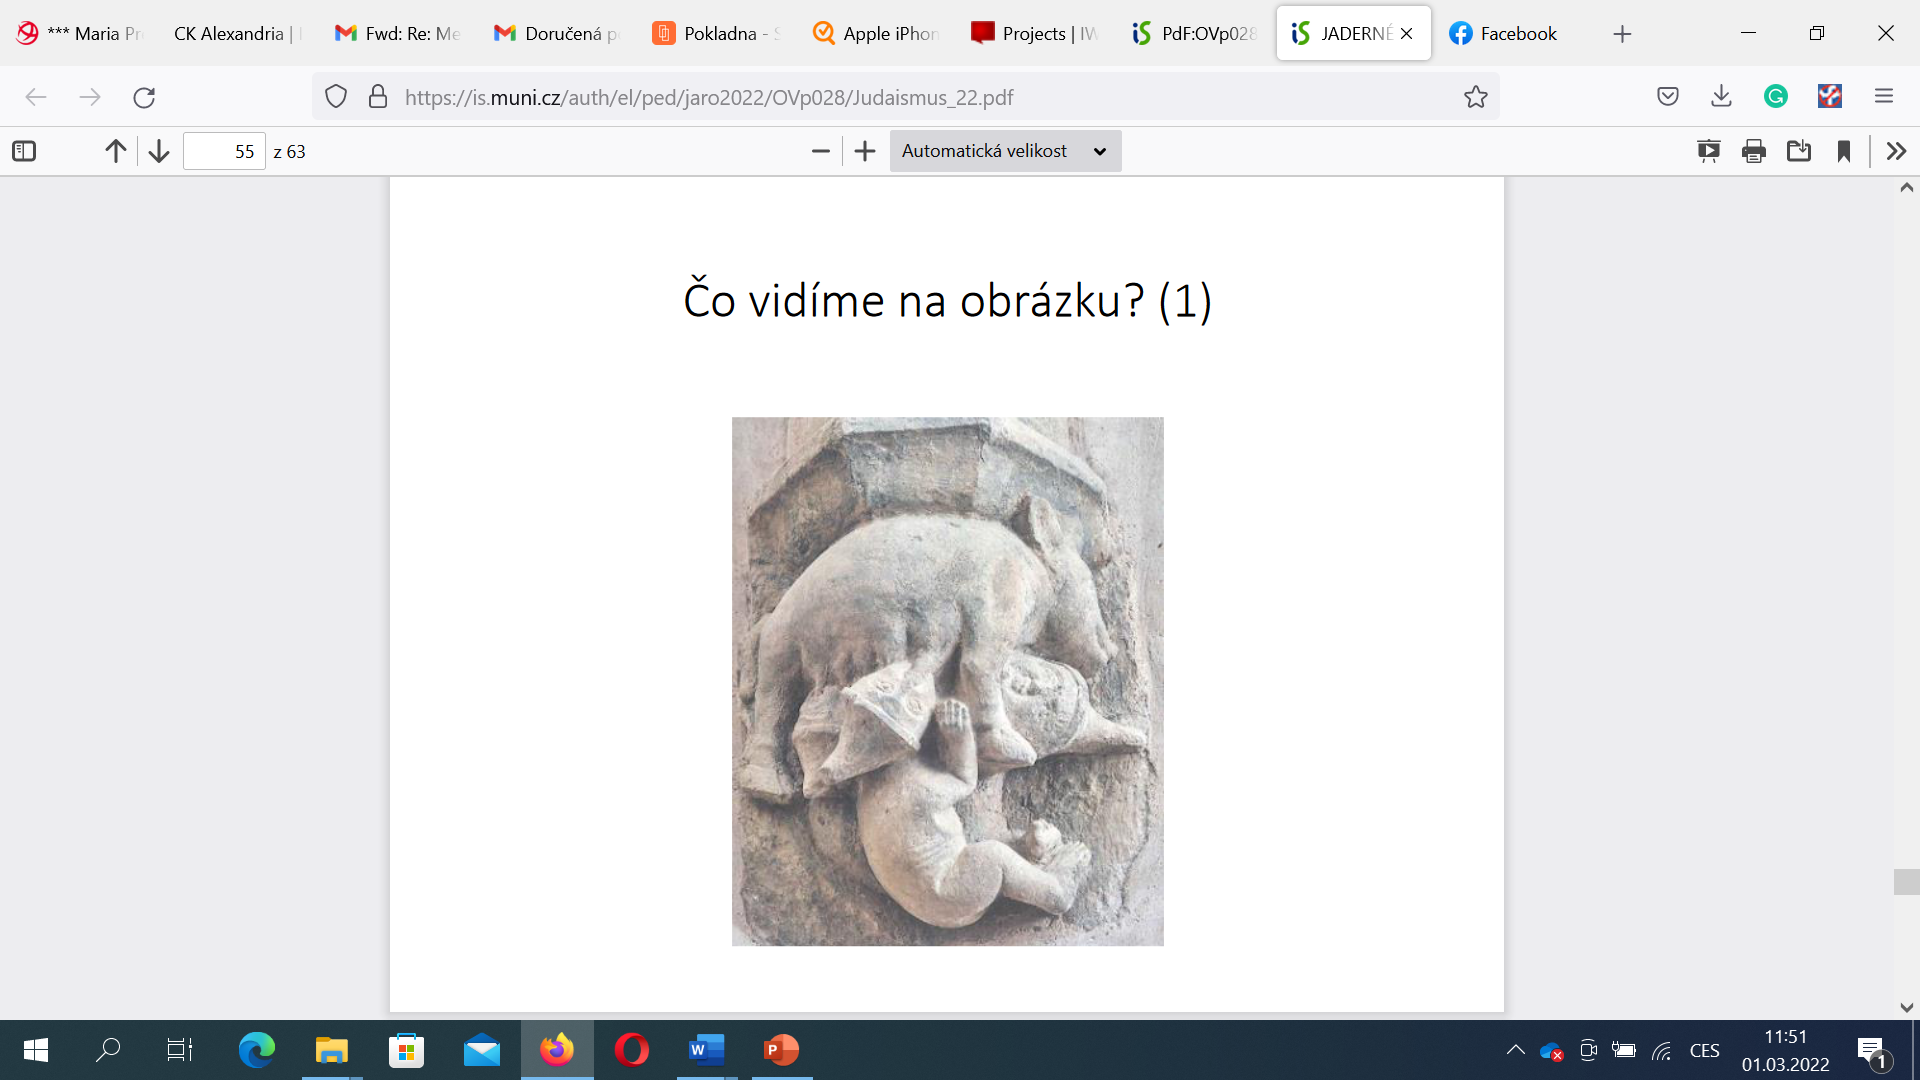 *** Maria Pr
CK Alexandria |
Fwd: Re: Me
Doručená p
Pokladna -
Apple iPhon
Projects | IW
PdF:OVp028
JADERNÉ
Facebook
https://is.muni.cz/auth/el/ped/jaro2022/OVp028/Judaismus_22.pdf
55 z 63
Automatická velikost
Čo vidíme na obrázku? (1)
CES
11:51
01.03.2022
1